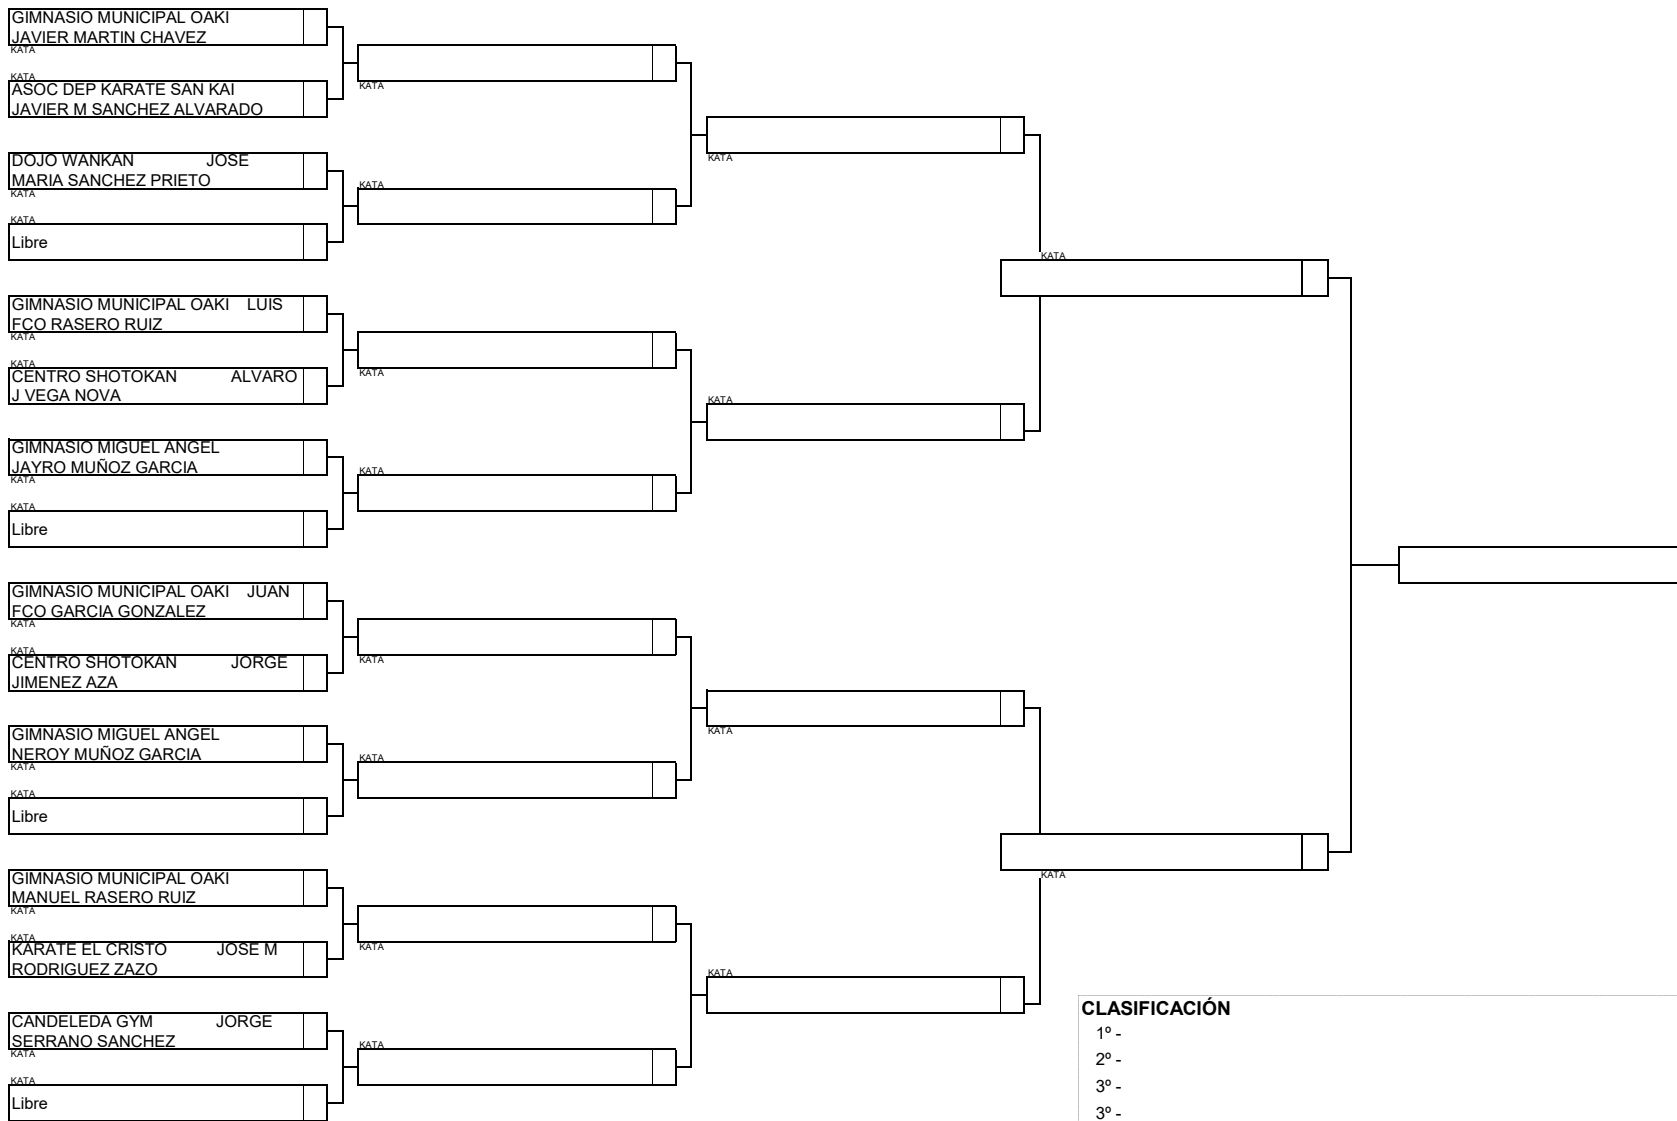 GIMNASIO MUNICIPAL OAKI
JAVIER MARTIN CHAVEZ
KATA
KATA
ASOC DEP KARATE SAN KAI
JAVIER M SANCHEZ ALVARADO
DOJO WANKAN JOSE
MARIA SANCHEZ PRIETO
KATA
KATA
Libre
GIMNASIO MUNICIPAL OAKI LUIS
FCO RASERO RUIZ
KATA
KATA
CENTRO SHOTOKAN ALVARO
J VEGA NOVA
GIMNASIO MIGUEL ANGEL
JAYRO MUÑOZ GARCIA
KATA
KATA
Libre
GIMNASIO MUNICIPAL OAKI JUAN
FCO GARCIA GONZALEZ
KATA
KATA
CENTRO SHOTOKAN JORGE
JIMENEZ AZA
GIMNASIO MIGUEL ANGEL
NEROY MUÑOZ GARCIA
KATA
KATA
Libre
GIMNASIO MUNICIPAL OAKI
MANUEL RASERO RUIZ
KATA
KATA
KARATE EL CRISTO JOSE M
RODRIGUEZ ZAZO
CANDELEDA GYM JORGE
SERRANO SANCHEZ
KATA
KATA
Libre
KATA
KATA
KATA
KATA
KATA
KATA
KATA
KATA
KATA
KATA
KATA
KATA
KATA
KATA
CLASIFICACIÓN
1º -
2º -
3º -
3º -